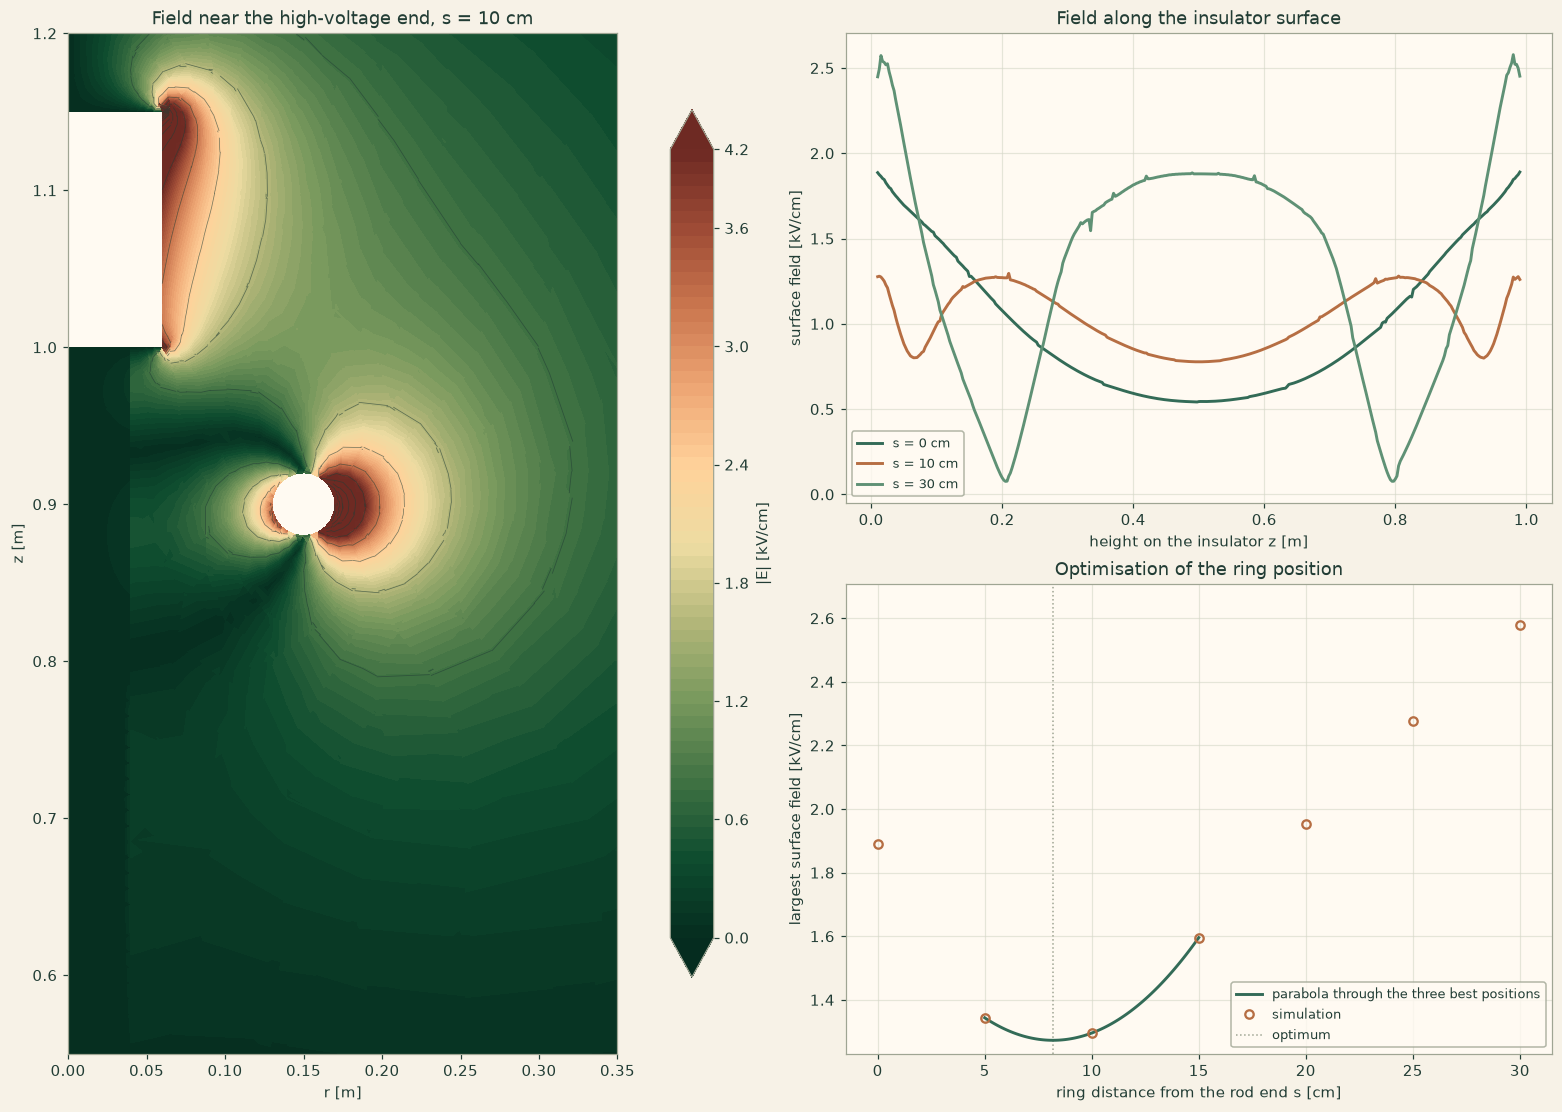 Field near the high-voltage end, s = 10 cm
1.2
1.1
1.0
0.9
0.8
0.7
0.6
z [m]
0.00 0.05 0.10 0.15 0.20 0.25 0.30 0.35
r [m]
4.2
3.6
3.0
2.4
1.8
1.2
0.6
0.0
|E| [kV/cm]
Field along the insulator surface
2.5
2.0
1.5
1.0
0.5
0.0
surface field [kV/cm]
s = 0 cm
s = 10 cm
s = 30 cm
0.0 0.2 0.4 0.6 0.8 1.0
height on the insulator z [m]
Optimisation of the ring position
2.6
2.4
2.2
2.0
1.8
1.6
1.4
largest surface field [kV/cm]
parabola through the three best positions
simulation
optimum
0 5 10 15 20 25 30
ring distance from the rod end s [cm]